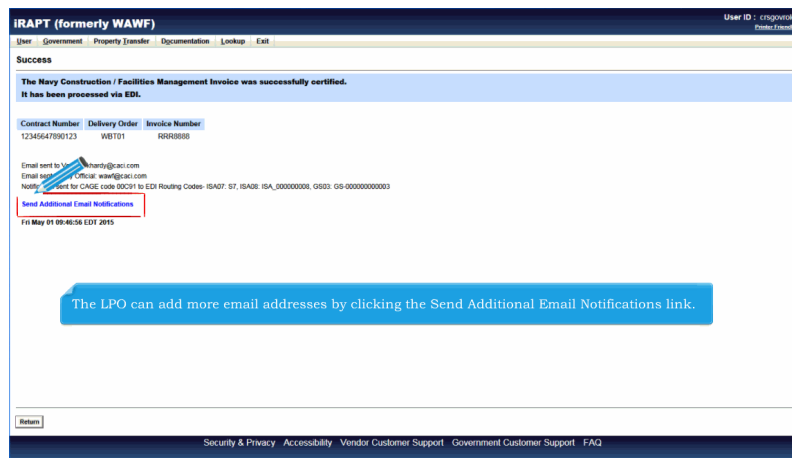 iRAPT (formerly WAWF)
User ID : crsgovrok
Printer Friend
User Government Property Transfer Documentation Lookup Exit
Success
The Navy Construction / Facilities Management Invoice was successfully certified.
It has been processed via EDI.
Contract Number Delivery Order Invoice Number
12345647890123 WBT01 RRR8888
Email sent to khardy@caci.com
Email sent Official: wawf@caci.com
sent for CAGE code 00C91 to EDI Routing Codes- ISA07: S7, ISA08: ISA_000000008, GS03: GS-000000000003
Send Additional Email Notifications
Fri May 01 09:46:56 EDT 2015
The LPO can add more email addresses by clicking the Send Additional Email Notifications link.
Return
Security & Privacy Accessibility Vendor Customer Support Government Customer Support FAQ